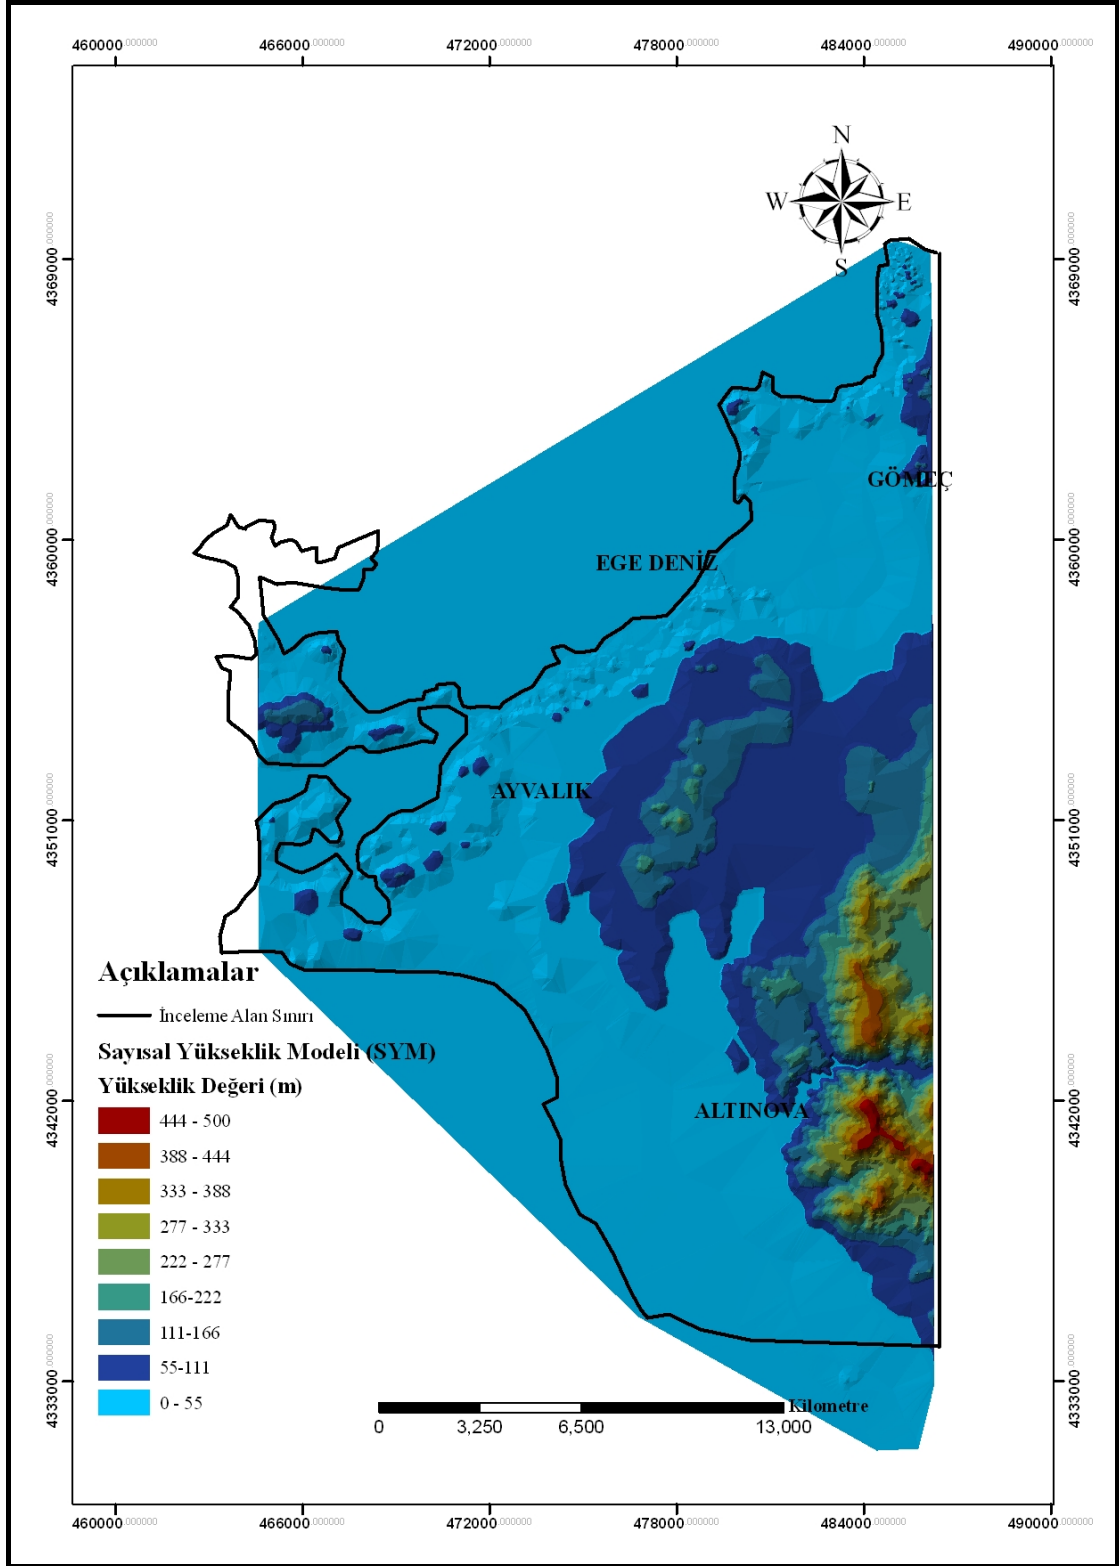 460000.000000 466000.000000 472000.000000 478000.000000 484000.000000 490000.000000
N
W E
S
4369000.000000 4369000.000000
GÖMEÇ
4360000.000000 4360000.000000
EGE DENİZ
AYVALIK
4351000.000000 4351000.000000
Açıklamalar
İnceleme Alan Sınırı
Sayısal Yükseklik Modeli (SYM)
Yükseklik Değeri (m)
4342000.000000 4342000.000000
ALTINOVA
444 - 500
388 - 444
333 - 388
277 - 333
222 - 277
166-222
111-166
55-111
0 - 55
4333000.000000 4333000.000000
Kilometre
0 3,250 6,500 13,000
460000.000000 466000.000000 472000.000000 478000.000000 484000.000000 490000.000000